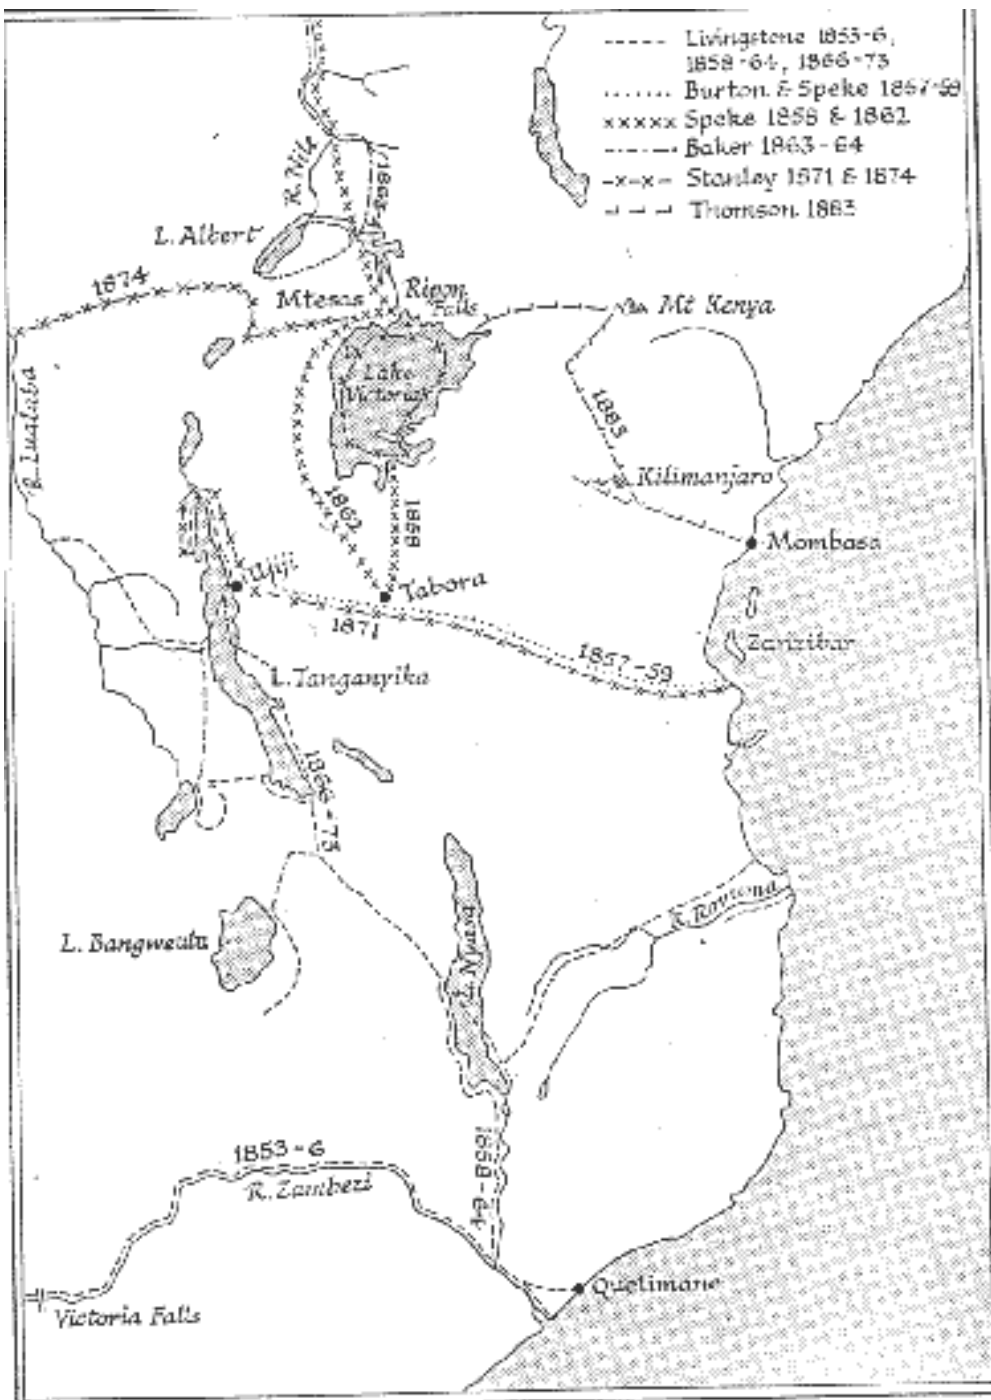 Livingstone 1853-6,
1858-64, 1866-73
Burton & Speke 1857-59
Speke 1858 & 1862
Baker 1863-64
Stanley 1871 & 1874
Thomson 1883
R. Nile
L. Albert
1874
Mtesas
Ripon
Falls
Mt Kenya
Lake
Victoria
R. Lualaba
1883
Kilimanjaro
1862
1858
Mombasa
Ujiji
Tabora
1871
Zanzibar
1857-59
L. Tanganyika
1866-73
R. Rovuma
L. Bangweulu
L. Nyasa
1853-6
R. Zambezi
1858-64
Quelimane
Victoria Falls